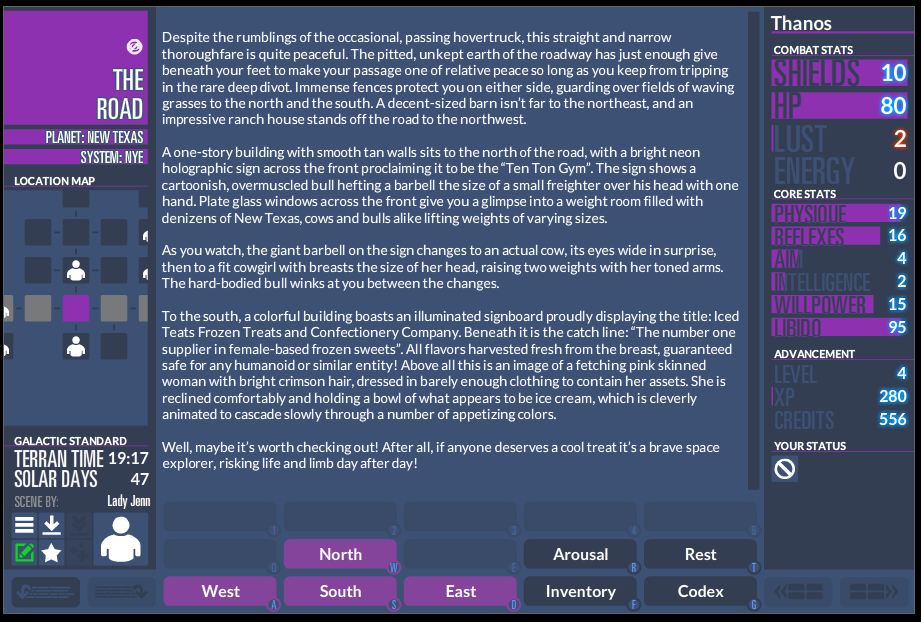 THE
ROAD
PLANET: NEW TEXAS
SYSTEM: NYE
LOCATION MAP
GALACTIC STANDARD
TERRAN TIME 19:17
SOLAR DAYS 47
SCENE BY: Lady Jenn
Despite the rumblings of the occasional, passing hovertruck, this straight and narrow
thoroughfare is quite peaceful. The pitted, unkept earth of the roadway has just enough give
beneath your feet to make your passage one of relative peace so long as you keep from tripping
in the rare deep divot. Immense fences protect you on either side, guarding over fields of waving
grasses to the north and the south. A decent-sized barn isn’t far to the northeast, and an
impressive ranch house stands off the road to the northwest.
A one-story building with smooth tan walls sits to the north of the road, with a bright neon
holographic sign across the front proclaiming it to be the “Ten Ton Gym”. The sign shows a
cartoonish, overmuscled bull hefting a barbell the size of a small freighter over his head with one
hand. Plate glass windows across the front give you a glimpse into a weight room filled with
denizens of New Texas, cows and bulls alike lifting weights of varying sizes.
As you watch, the giant barbell on the sign changes to an actual cow, its eyes wide in surprise,
then to a fit cowgirl with breasts the size of her head, raising two weights with her toned arms.
The hard-bodied bull winks at you between the changes.
To the south, a colorful building boasts an illuminated signboard proudly displaying the title: Iced
Teats Frozen Treats and Confectionery Company. Beneath it is the catch line: “The number one
supplier in female-based frozen sweets”. All flavors harvested fresh from the breast, guaranteed
safe for any humanoid or similar entity! Above all this is an image of a fetching pink skinned
woman with bright crimson hair, dressed in barely enough clothing to contain her assets. She is
reclined comfortably and holding a bowl of what appears to be ice cream, which is cleverly
animated to cascade slowly through a number of appetizing colors.
Well, maybe it’s worth checking out! After all, if anyone deserves a cool treat it’s a brave space
explorer, risking life and limb day after day!
1 2 3 4 5
Q North W E Arousal R Rest T
West A South S East D Inventory F Codex G
Thanos
COMBAT STATS
SHIELDS 10
HP 80
LUST 2
ENERGY 0
CORE STATS
PHYSIQUE 19
REFLEXES 16
AIM 4
INTELLIGENCE 2
WILLPOWER 15
LIBIDO 95
ADVANCEMENT
LEVEL 4
XP 280
CREDITS 556
YOUR STATUS